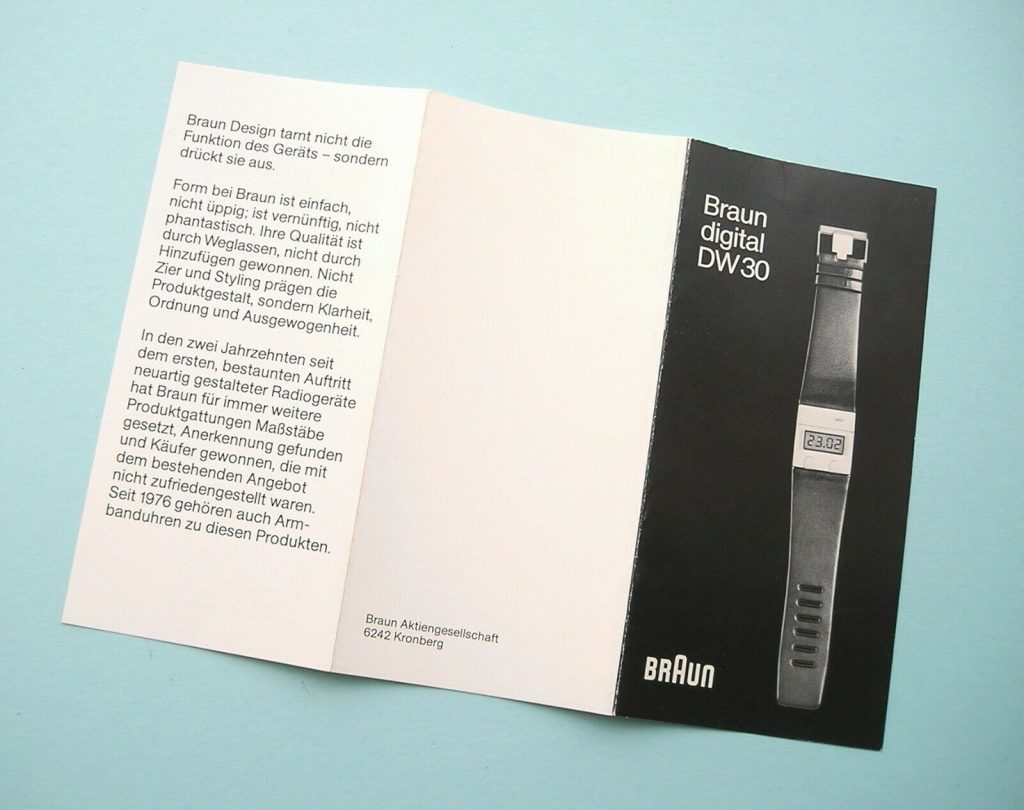 Braun Design tarnt nicht die
Funktion des Geräts – sondern
drückt sie aus.
Form bei Braun ist einfach,
nicht üppig; ist vernünftig, nicht
phantastisch. Ihre Qualität ist
durch Weglassen, nicht durch
Hinzufügen gewonnen. Nicht
Zier und Styling prägen die
Produktgestalt, sondern Klarheit,
Ordnung und Ausgewogenheit.
In den zwei Jahrzehnten seit
dem ersten, bestaunten Auftritt
neuartig gestalteter Radiogeräte
hat Braun für immer weitere
Produktgattungen Maßstäbe
gesetzt, Anerkennung gefunden
und Käufer gewonnen, die mit
dem bestehenden Angebot
nicht zufriedengestellt waren.
Seit 1976 gehören auch Arm-
banduhren zu diesen Produkten.
Braun Aktiengesellschaft
6242 Kronberg
Braun
digital
DW 30
23.02
BRAUN